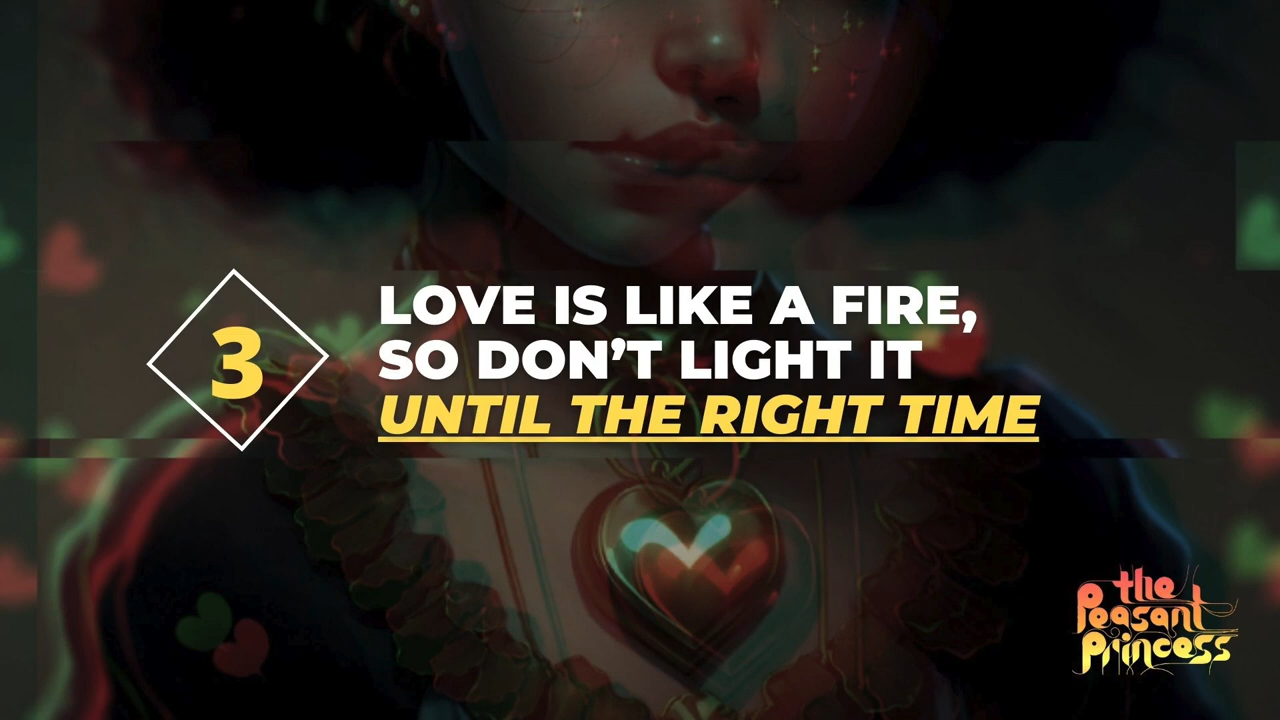 3
LOVE IS LIKE A FIRE,
SO DON’T LIGHT IT
UNTIL THE RIGHT TIME
the
Peasant
Princess